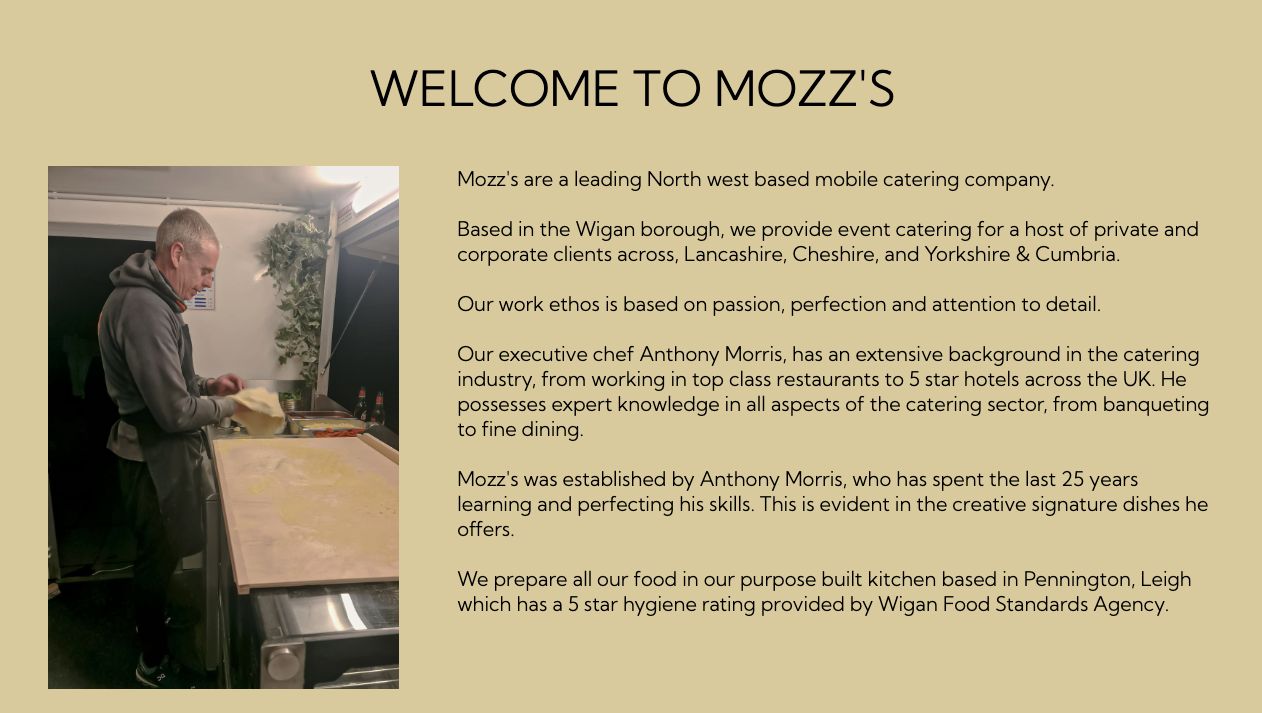 WELCOME TO MOZZ'S
Mozz's are a leading North west based mobile catering company.
Based in the Wigan borough, we provide event catering for a host of private and
corporate clients across, Lancashire, Cheshire, and Yorkshire & Cumbria.
Our work ethos is based on passion, perfection and attention to detail.
Our executive chef Anthony Morris, has an extensive background in the catering
industry, from working in top class restaurants to 5 star hotels across the UK. He
possesses expert knowledge in all aspects of the catering sector, from banqueting
to fine dining.
Mozz's was established by Anthony Morris, who has spent the last 25 years
learning and perfecting his skills. This is evident in the creative signature dishes he
offers.
We prepare all our food in our purpose built kitchen based in Pennington, Leigh
which has a 5 star hygiene rating provided by Wigan Food Standards Agency.